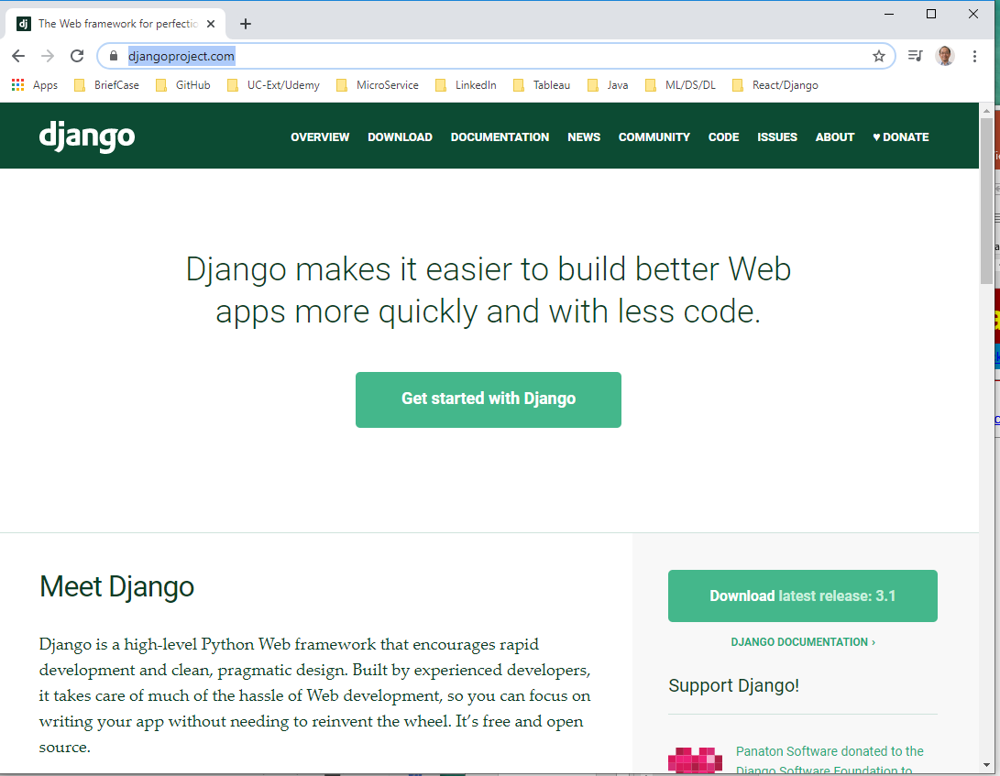 dj The Web framework for perfectic
djangoproject.com
Apps BriefCase GitHub UC-Ext/Udemy MicroService LinkedIn Tableau Java ML/DS/DL React/Django
django OVERVIEW DOWNLOAD DOCUMENTATION NEWS COMMUNITY CODE ISSUES ABOUT ♥ DONATE
Django makes it easier to build better Web
apps more quickly and with less code.
Get started with Django
Meet Django
Django is a high-level Python Web framework that encourages rapid
development and clean, pragmatic design. Built by experienced developers,
it takes care of much of the hassle of Web development, so you can focus on
writing your app without needing to reinvent the wheel. It’s free and open
source.
Download latest release: 3.1
DJANGO DOCUMENTATION ›
Support Django!
Panaton Software donated to the
Django Software Foundation to